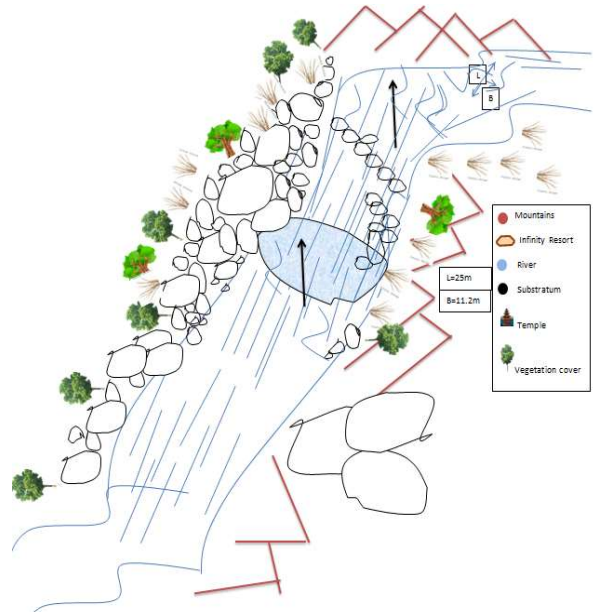 L
B
Mountains
Infinity Resort
River
Substratum
Temple
Vegetation cover
L=25m
B=11.2m